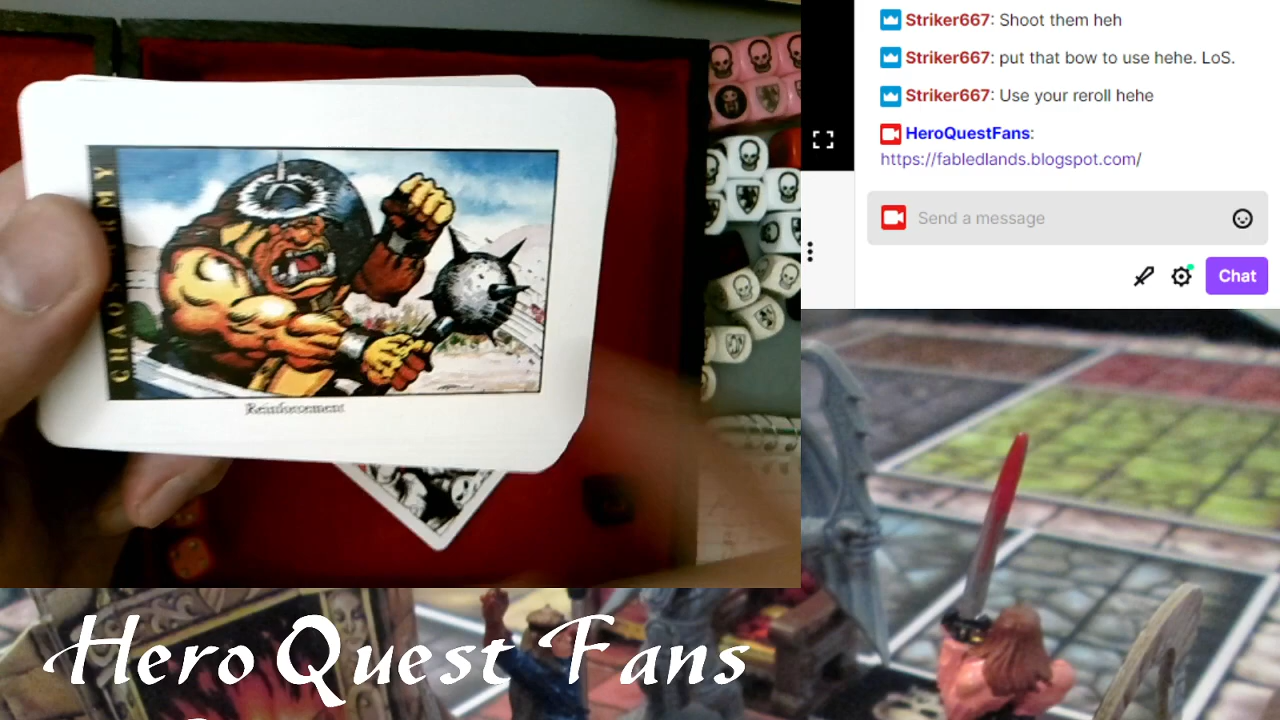 CHAOS ARMY
Reinforcement
Striker667: Shoot them heh
Striker667: put that bow to use hehe. LoS.
Striker667: Use your reroll hehe
HeroQuestFans:
https://fabledlands.blogspot.com/
Send a message
Chat
Hero Quest Fans